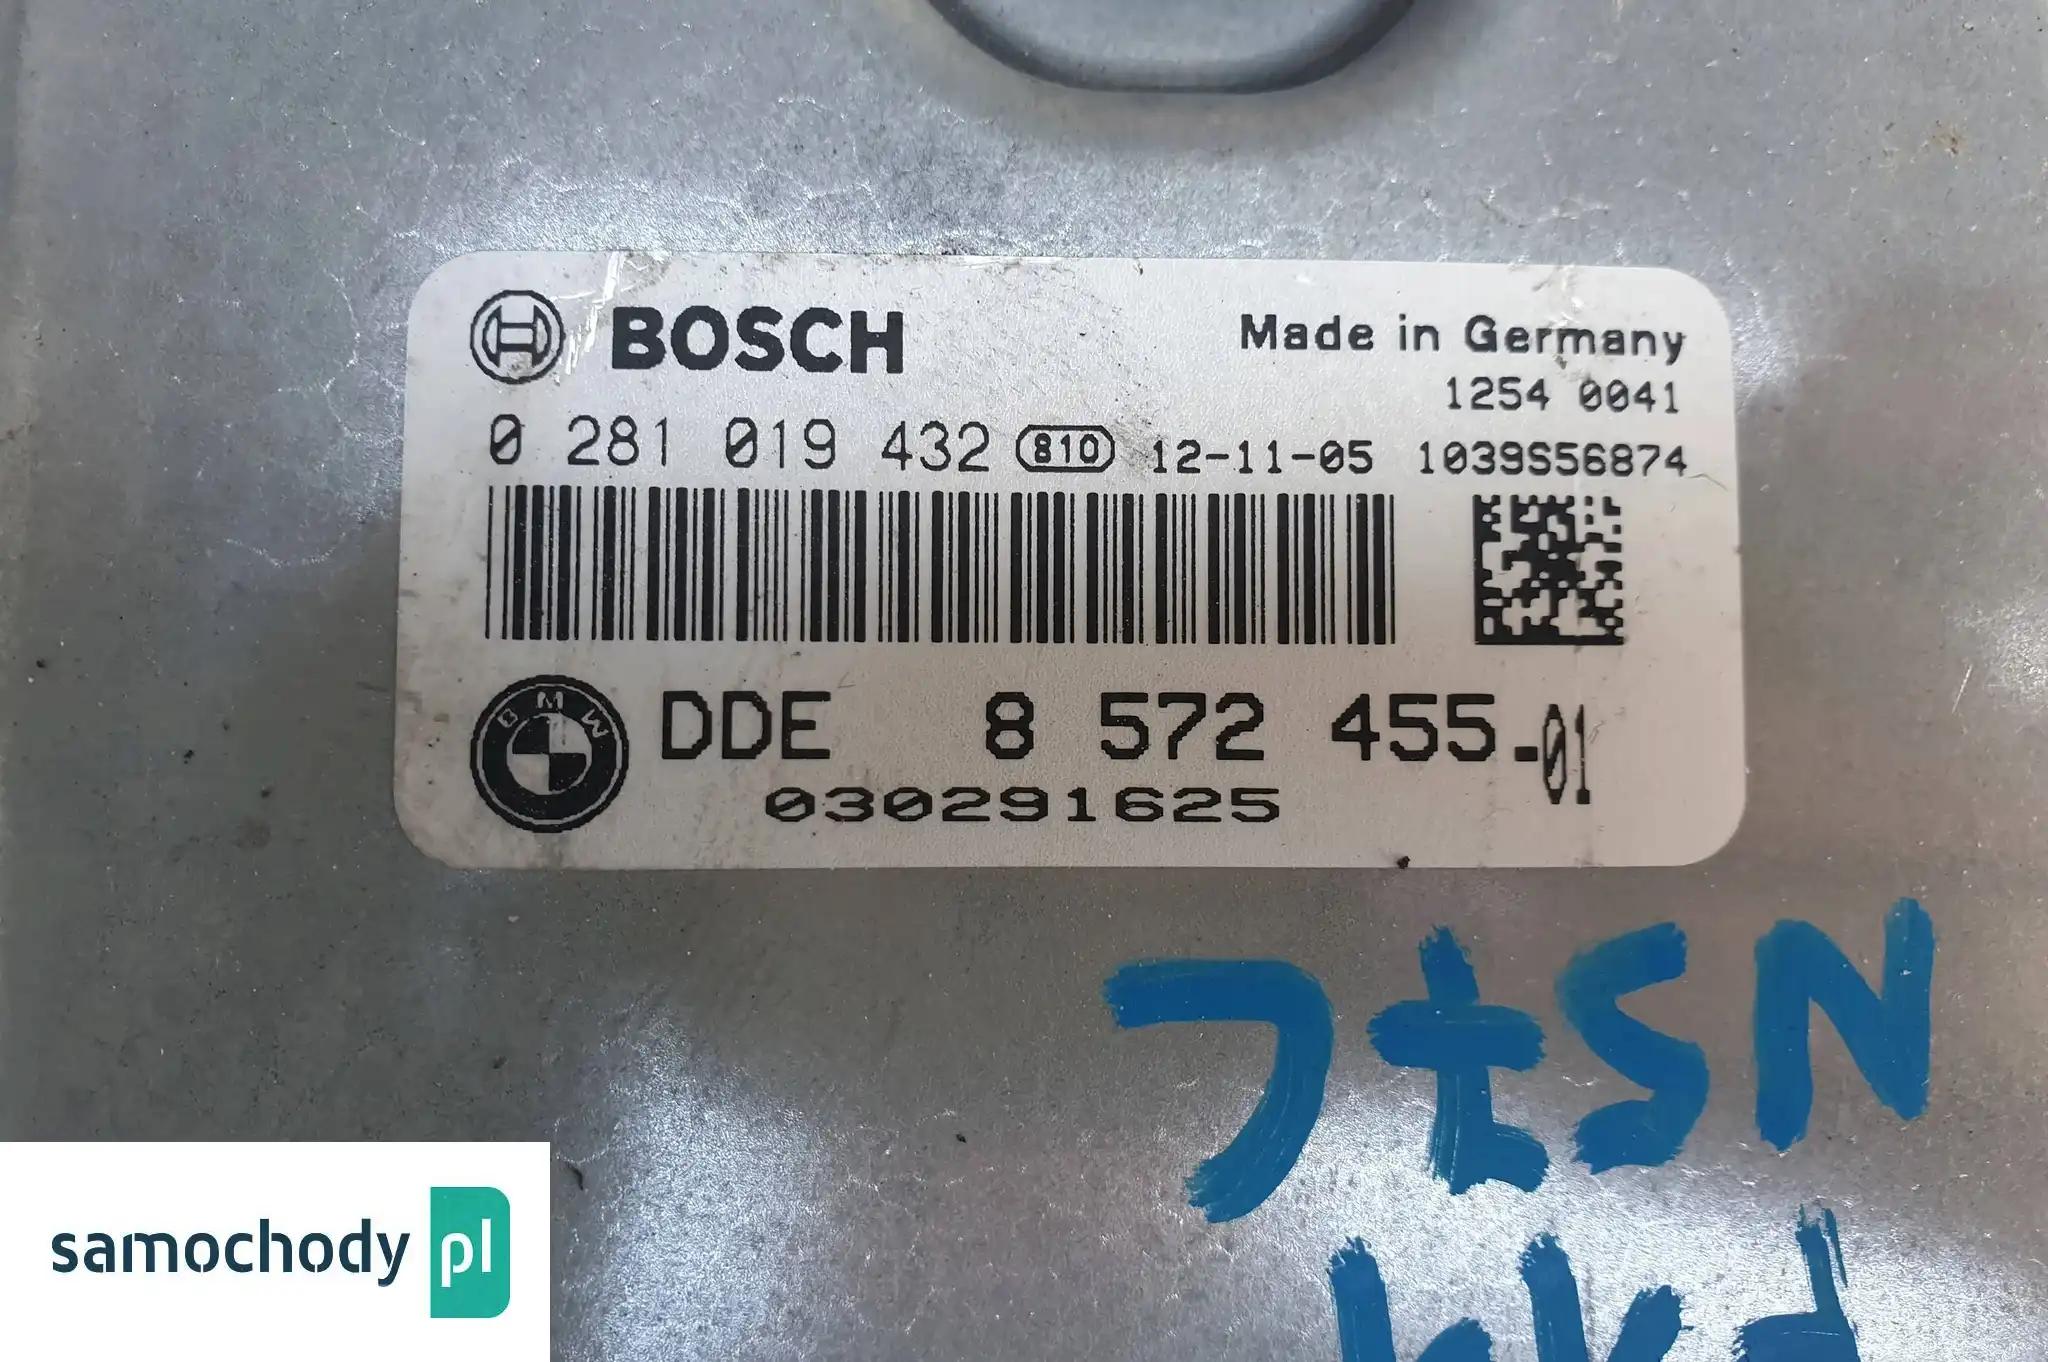 BOSCH
Made in Germany
1254 0041
0 281 019 432 810 12-11-05 1039S56874
BMW DDE 8 572 455-01
030291625
samochody pl